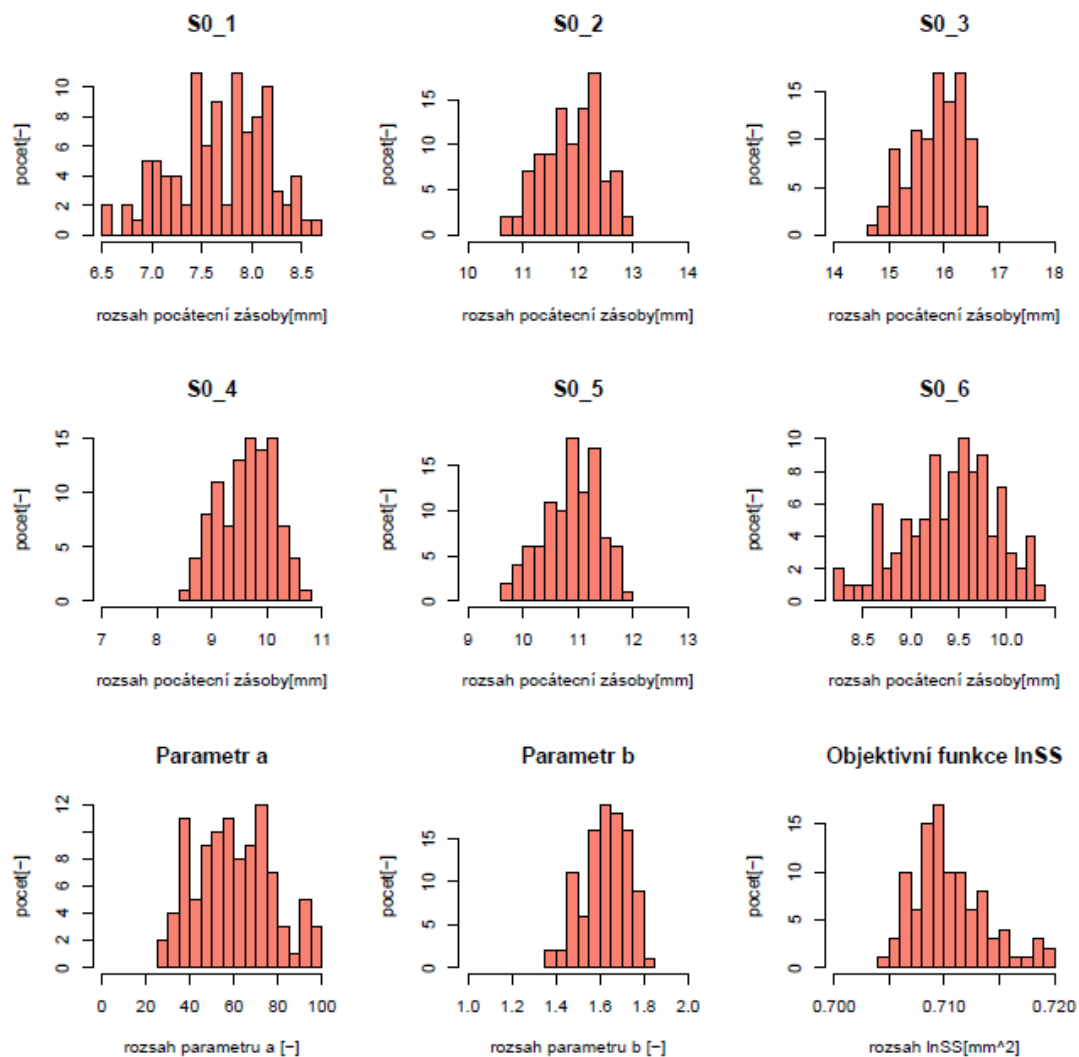 S0_1
S0_2
S0_3
pocet[−]
0 2 4 6 8 10
6.5 7.0 7.5 8.0 8.5
rozsah pocátecní zásoby[mm]
pocet[−]
0 5 10 15
10 11 12 13 14
rozsah pocátecní zásoby[mm]
pocet[−]
0 5 10 15
14 15 16 17 18
rozsah pocátecní zásoby[mm]
S0_4
S0_5
S0_6
pocet[−]
0 5 10 15
7 8 9 10 11
rozsah pocátecní zásoby[mm]
pocet[−]
0 5 10 15
9 10 11 12 13
rozsah pocátecní zásoby[mm]
pocet[−]
0 2 4 6 8 10
8.5 9.0 9.5 10.0
rozsah pocátecní zásoby[mm]
Parametr a
Parametr b
Objektivní funkce lnSS
pocet[−]
0 2 4 6 8 12
0 20 40 60 80 100
rozsah parametru a [−]
pocet[−]
0 5 10 15
1.0 1.2 1.4 1.6 1.8 2.0
rozsah parametru b [−]
pocet[−]
0 5 10 15
0.700 0.710 0.720
rozsah lnSS[mm^2]